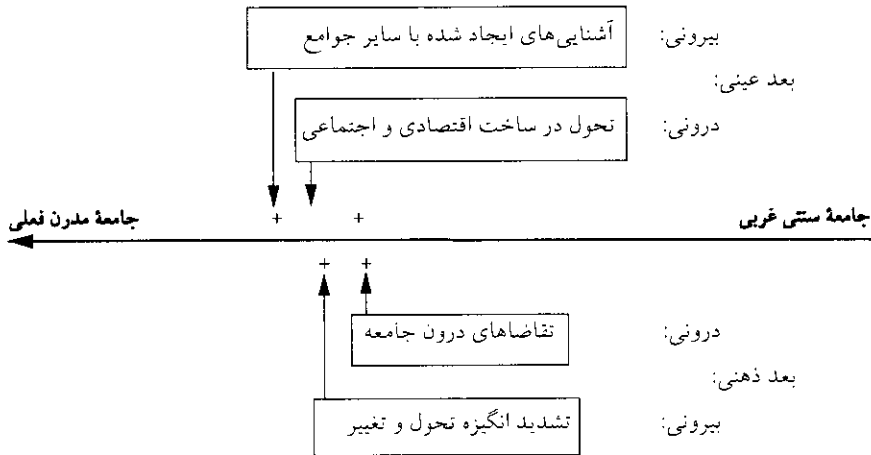 بیرونی: آشنایی‌های ایجاد شده با سایر جوامع
بعد عینی:
درونی: تحول در ساخت اقتصادی و اجتماعی
+ +
جامعهٔ سنتی غربی جامعهٔ مدرن فعلی
+ +
درونی: تقاضاهای درون جامعه
بعد ذهنی:
بیرونی: تشدید انگیزه تحول و تغییر